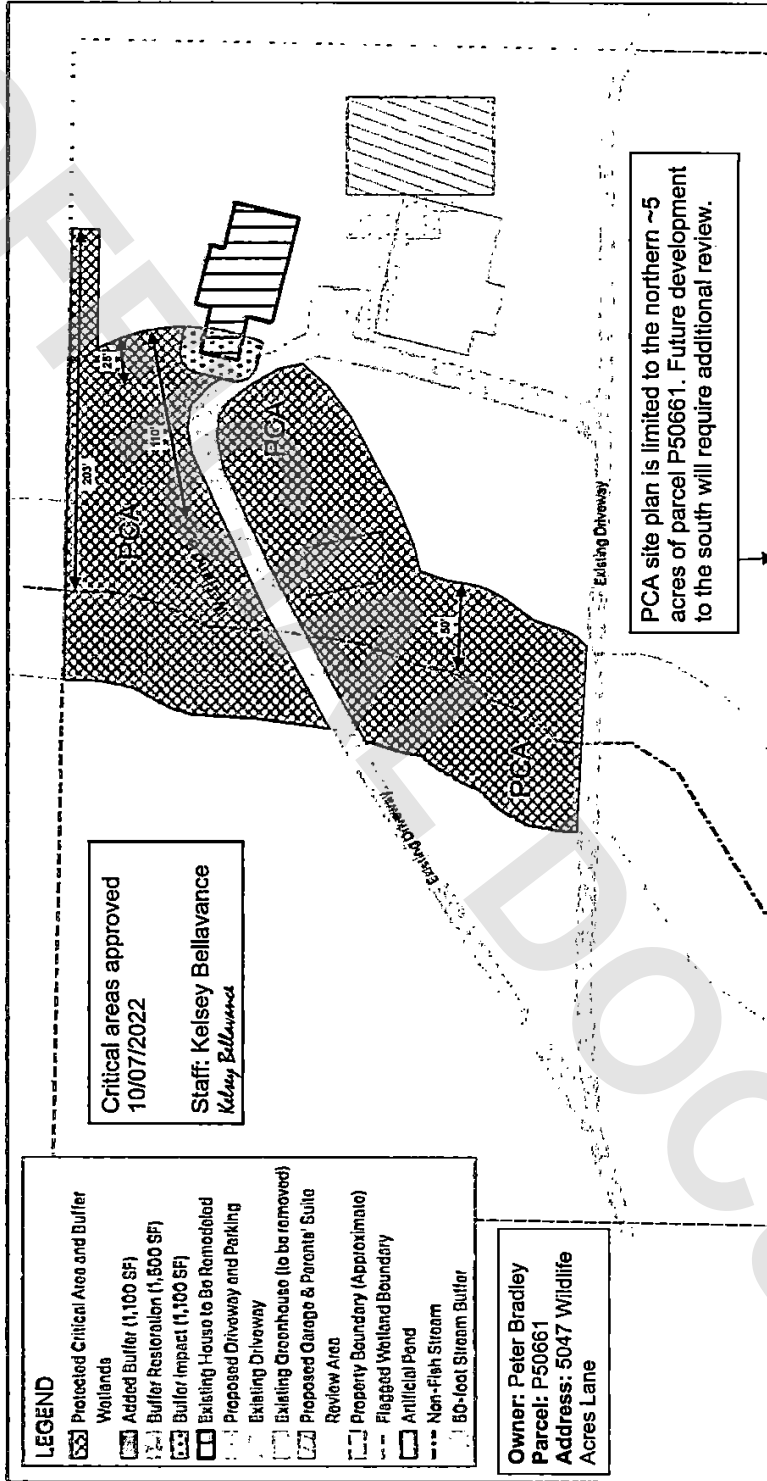 LEGEND
Protected Critical Area and Buffer
Wetlands
Added Buffer (1,100 SF)
Buffer Restoration (1,500 SF)
Buffer Impact (1,100 SF)
Existing House to Be Remodeled
Proposed Driveway and Parking
Existing Driveway
Existing Greenhouse (to be removed)
Proposed Garage & Parents' Suite
Review Area
Property Boundary (Approximate)
Flagged Wetland Boundary
Artificial Pond
Non-Fish Stream
50-foot Stream Buffer
Owner: Peter Bradley
Parcel: P50661
Address: 5047 Wildlife
Acres Lane
Critical areas approved
10/07/2022
Staff: Kelsey Bellavance
Kelsey Bellavance
203'
25'
110'
PCA
PCA
50'
PCA
Existing Driveway
Existing Driveway
PCA site plan is limited to the northern ~5
acres of parcel P50661. Future development
to the south will require additional review.